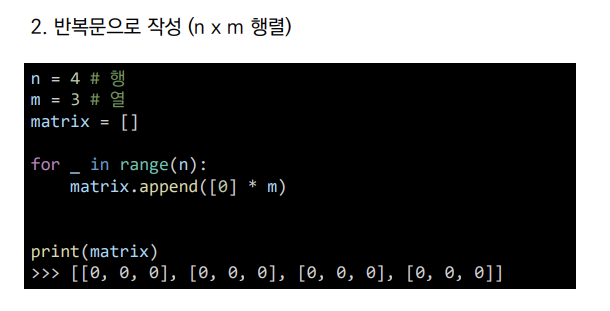 2. 반복문으로 작성 (n x m 행렬)
n = 4 # 행
m = 3 # 열
matrix = []
for _ in range(n):
    matrix.append([0] * m)
print(matrix)
>>> [[0, 0, 0], [0, 0, 0], [0, 0, 0], [0, 0, 0]]